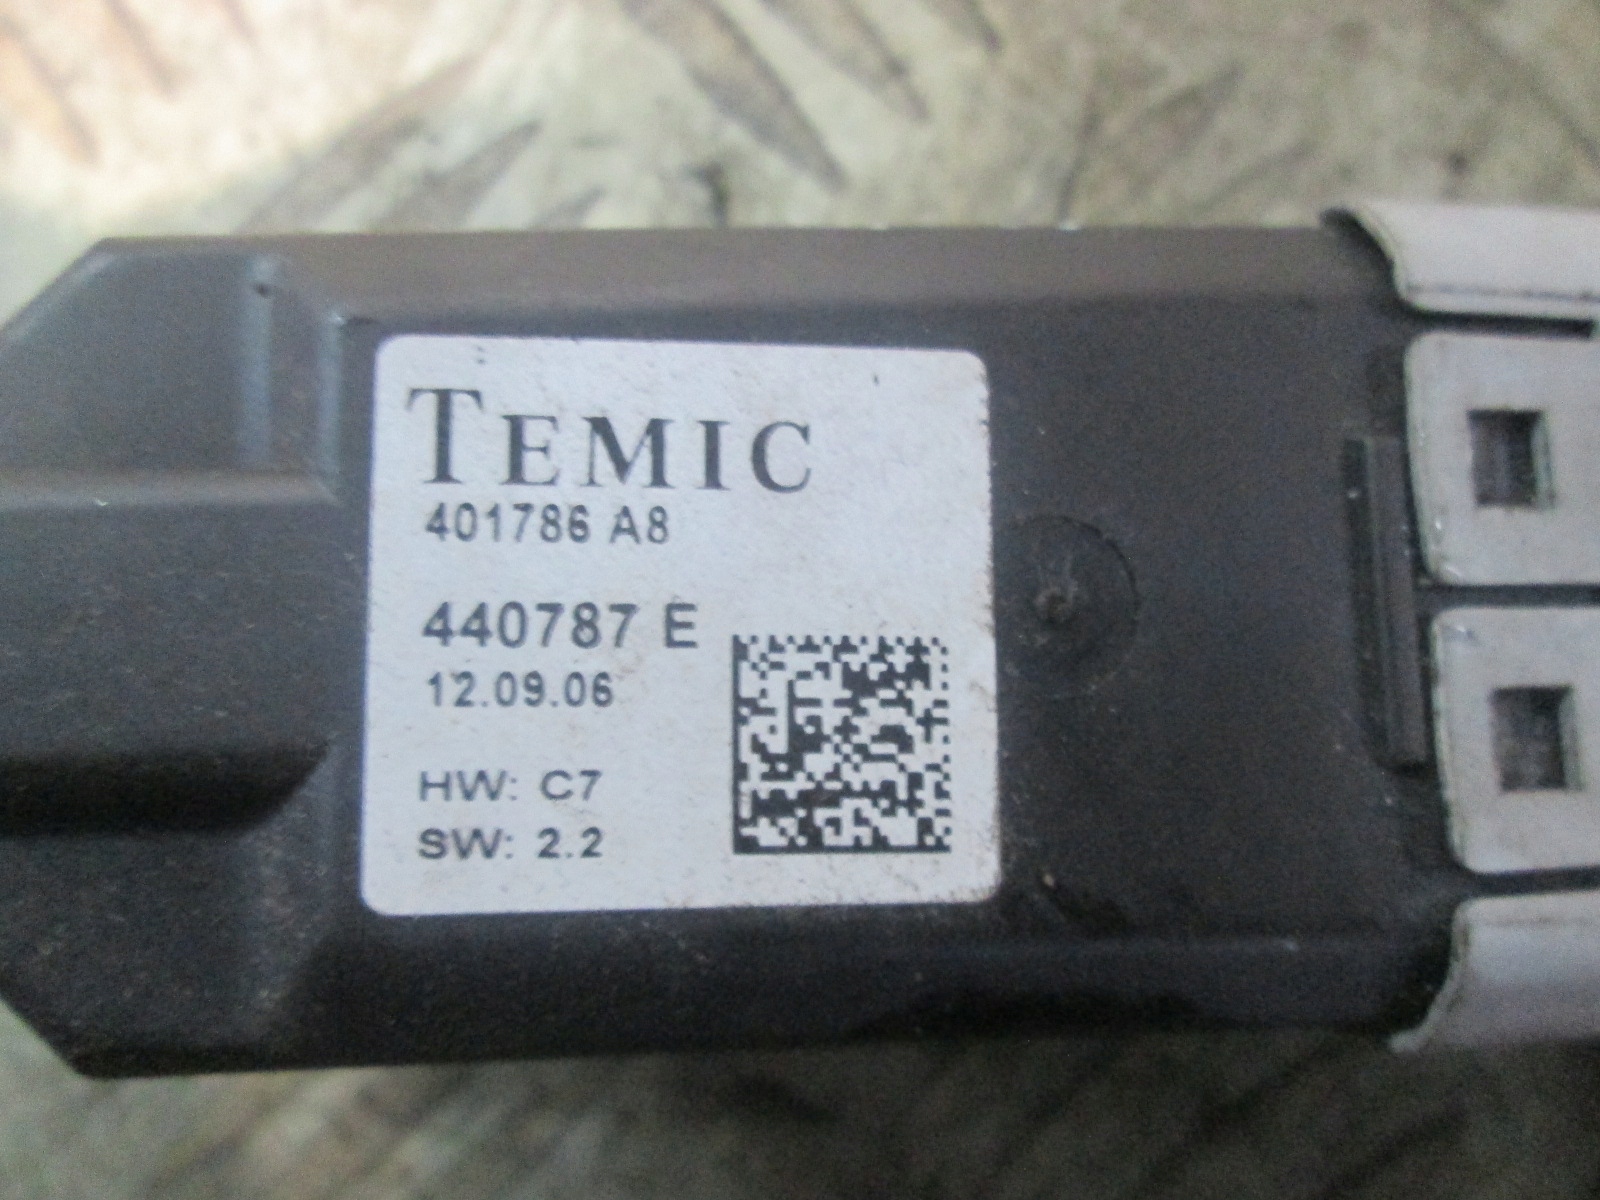 TEMIC
401786 A8
440787 E
12.09.06
HW: C7
SW: 2.2